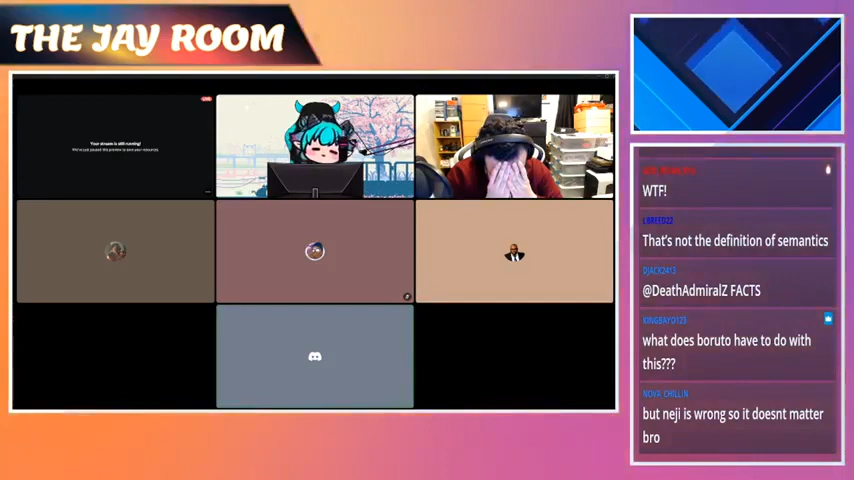 THE JAY ROOM
LIVE
Your stream is still running!
We've just paused this preview to save your resources.
WTF!
LBREED22
That's not the definition of semantics
DJACK2413
@DeathAdmiralZ FACTS
KINGBAYO123
what does boruto have to do with
this???
NOVA CHILLIN
but neji is wrong so it doesnt matter
bro